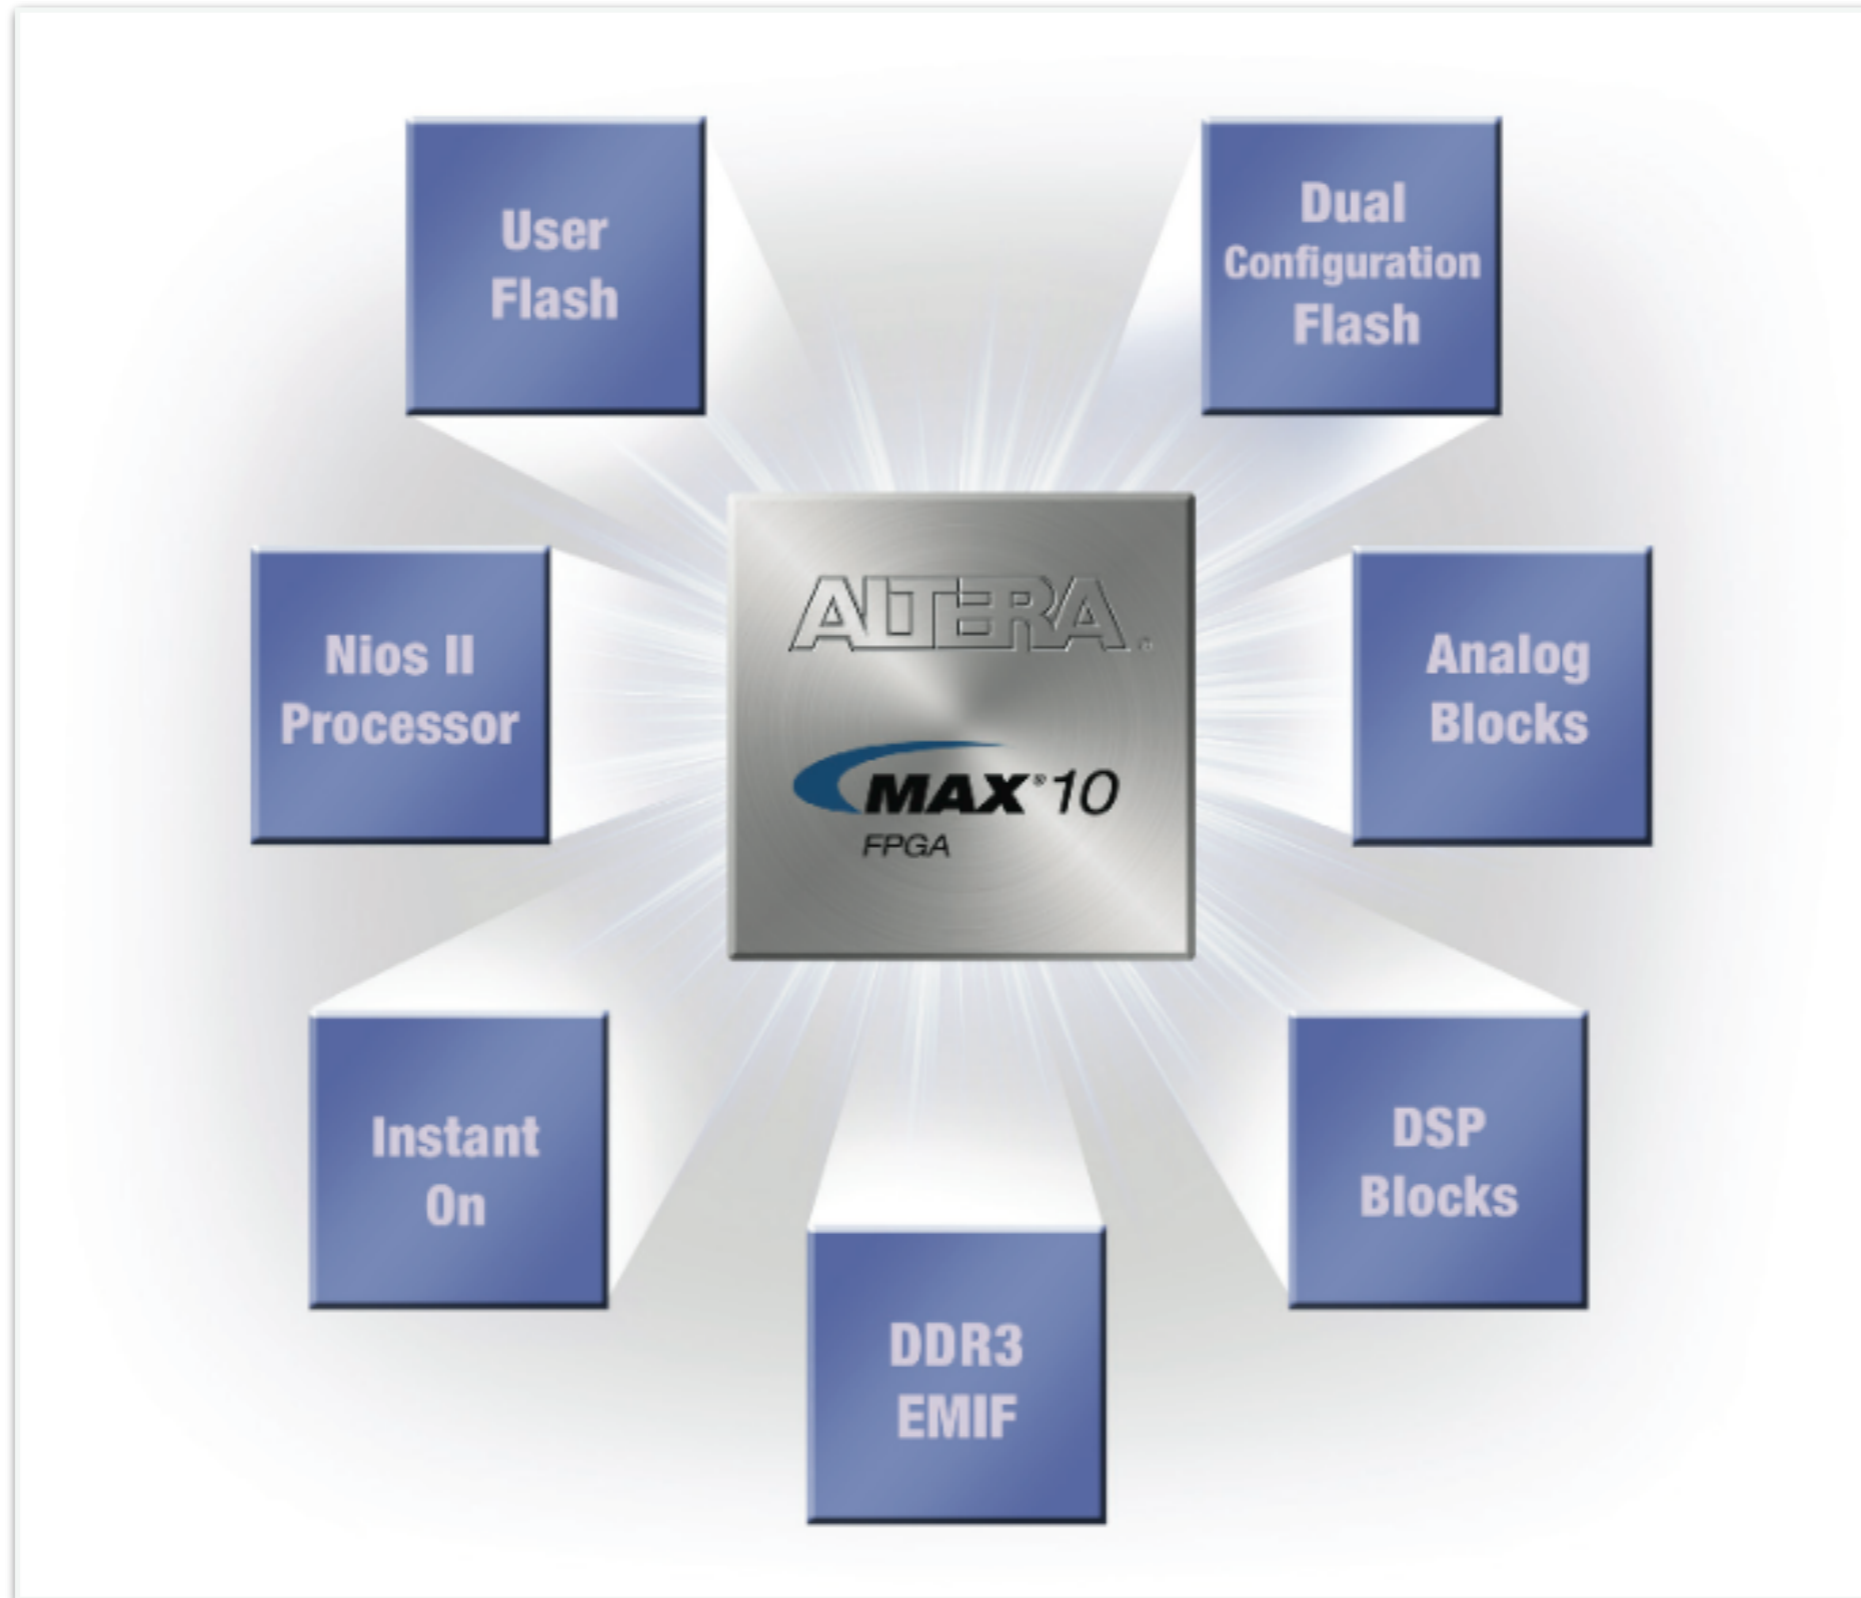 User
Flash
Dual
Configuration
Flash
ALTERA®
MAX® 10
FPGA
Nios II
Processor
Analog
Blocks
Instant
On
DSP
Blocks
DDR3
EMIF